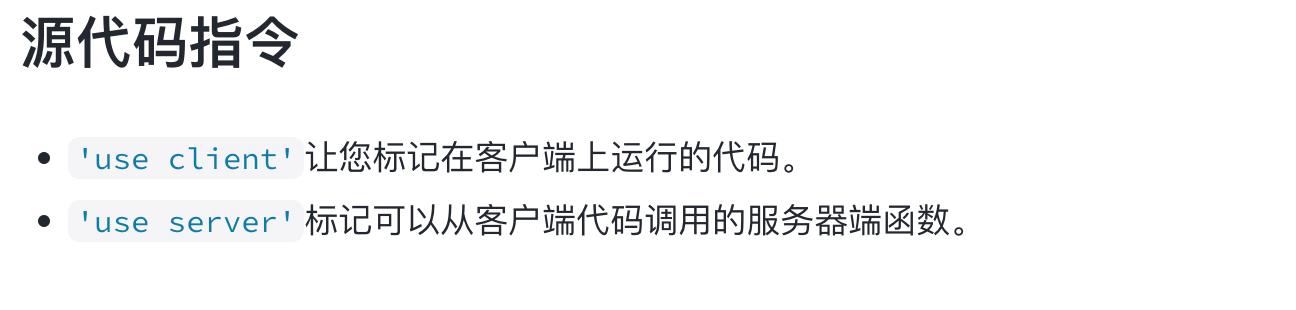 源代码指令
'use client'让您标记在客户端上运行的代码。
'use server'标记可以从客户端代码调用的服务器端函数。